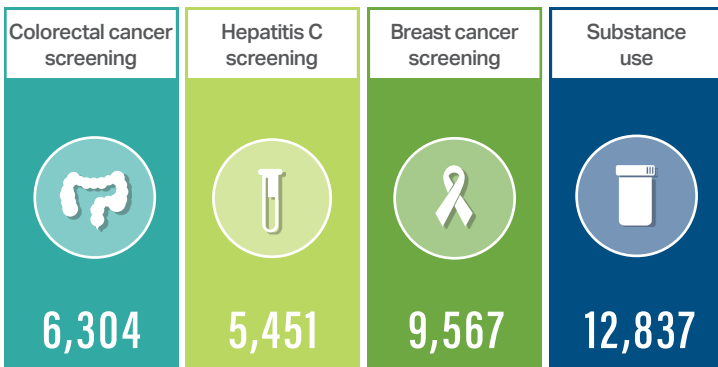 Colorectal cancer
screening
6,304
Hepatitis C
screening
5,451
Breast cancer
screening
9,567
Substance
use
12,837